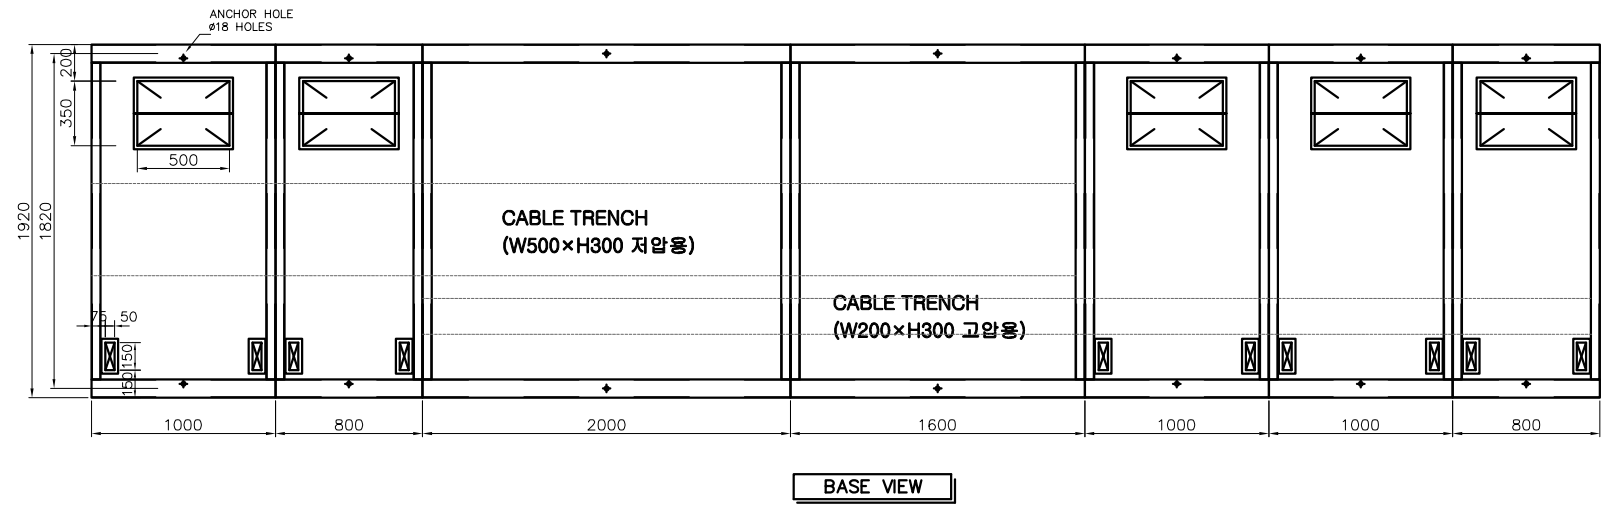 ANCHOR HOLE
ø18 HOLES
200
350
500
1920
1820
CABLE TRENCH
(W500×H300 저압용)
CABLE TRENCH
(W200×H300 고압용)
75
50
150
150
1000
800
2000
1600
1000
1000
800
BASE VIEW